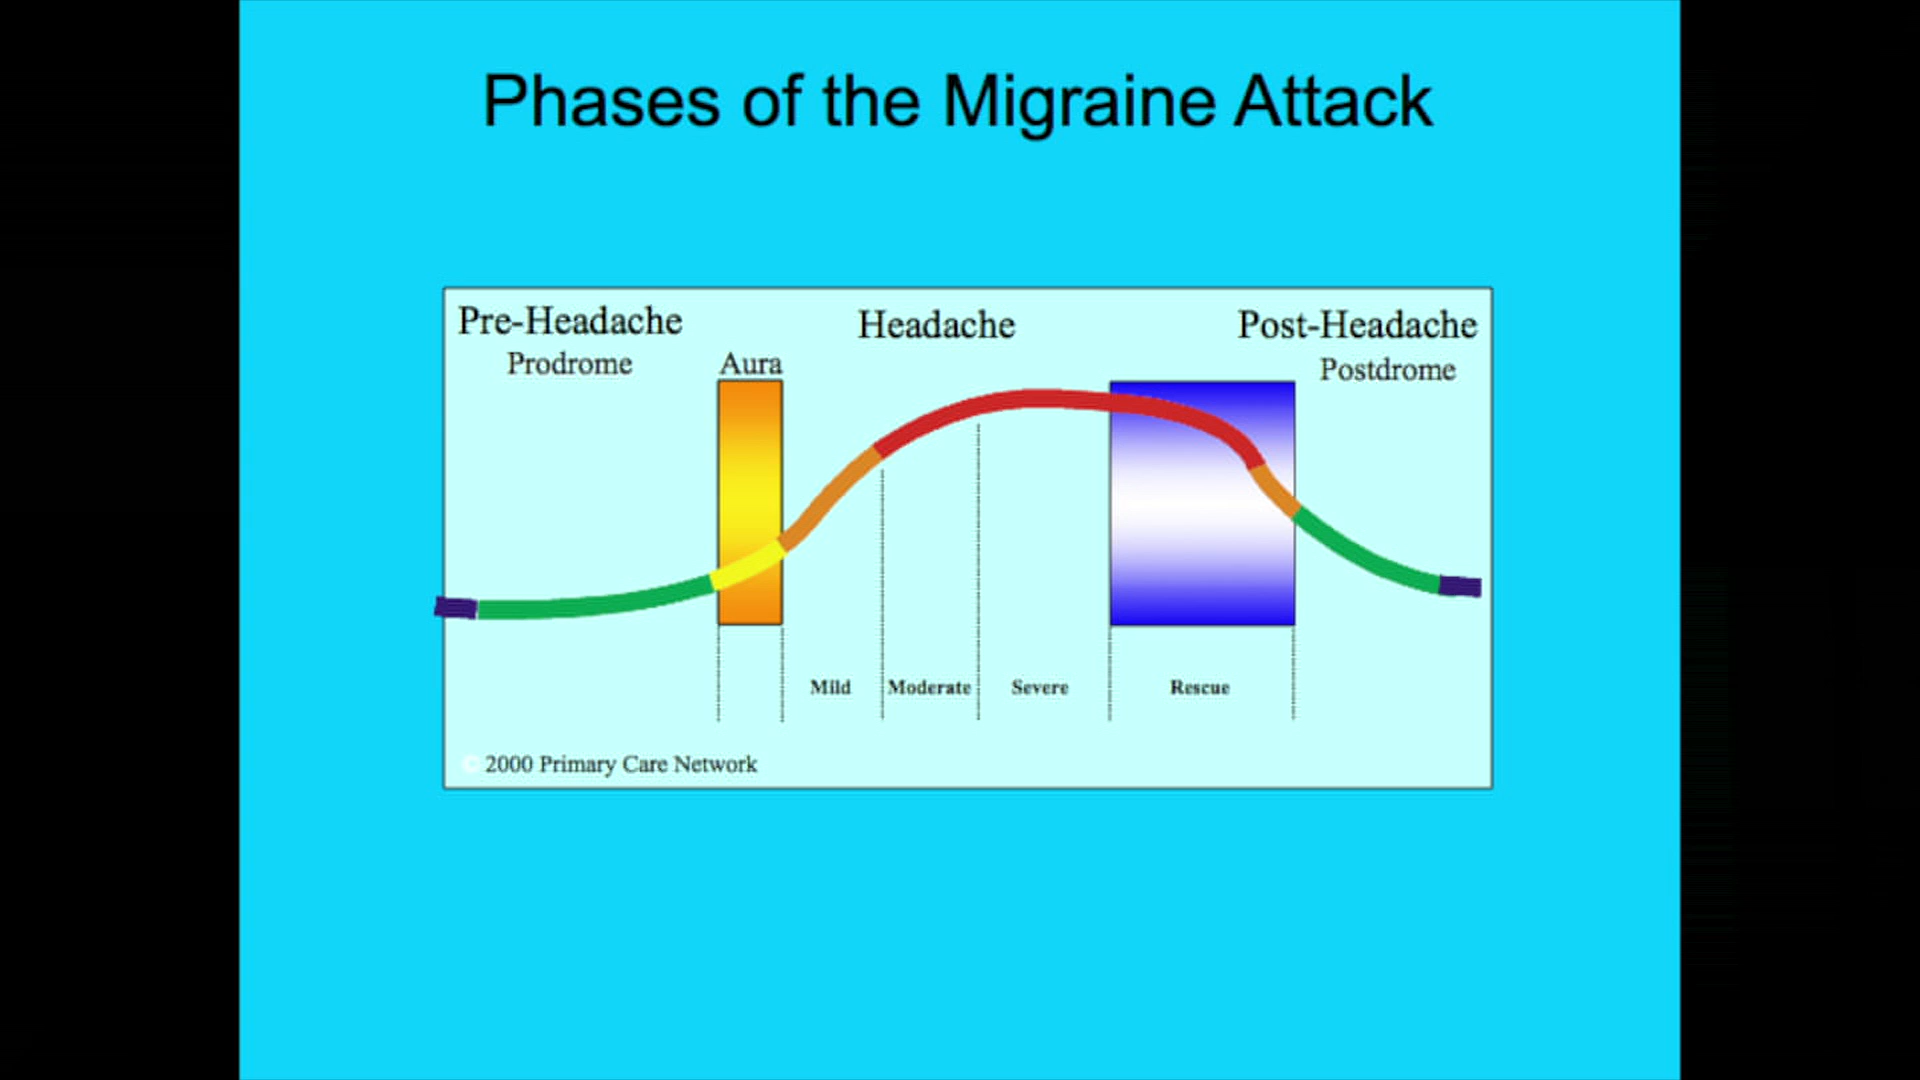 Phases of the Migraine Attack
Pre-Headache
Headache
Post-Headache
Prodrome
Aura
Postdrome
Mild
Moderate
Severe
Rescue
© 2000 Primary Care Network